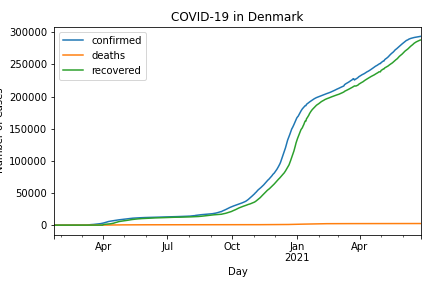 COVID-19 in Denmark
confirmed
deaths
recovered
300000
250000
200000
150000
100000
50000
0
Apr
Jul
Oct
Jan
2021
Apr
Day